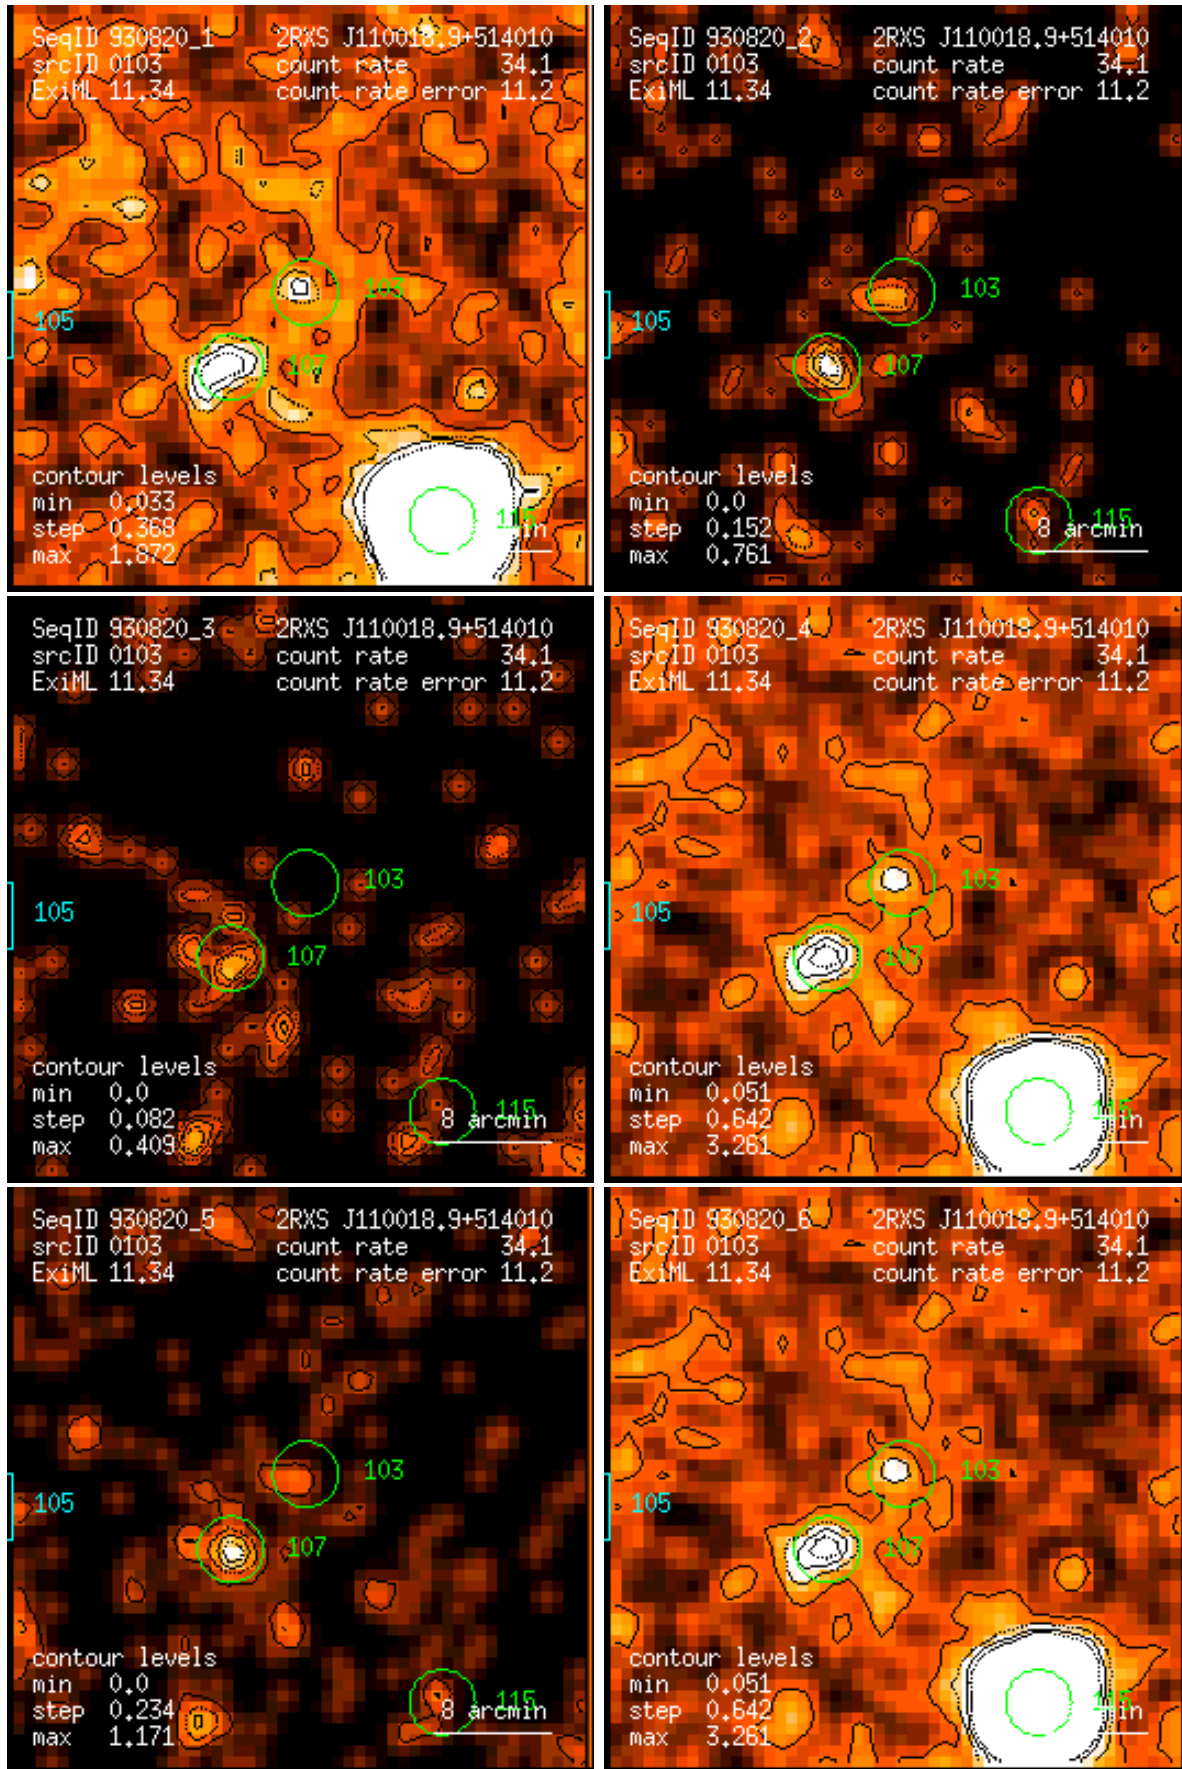 SeqID 930820_1 2RXS J110018.9+514010
srcID 0103 count rate 34.1
ExiML 11.34 count rate error 11.2
103
105
107
contour levels
min 0.033
115
step 0.368
max 1.872
SeqID 930820_2 2RXS J110018.9+514010
srcID 0103 count rate 34.1
ExiML 11.34 count rate error 11.2
103
105
107
contour levels
min 0.0
115
step 0.152 8 arcmin
max 0.761
SeqID 930820_3 2RXS J110018.9+514010
srcID 0103 count rate 34.1
ExiML 11.34 count rate error 11.2
103
105
107
contour levels
min 0.0
115
step 0.082 8 arcmin
max 0.409
SeqID 930820_4 2RXS J110018.9+514010
srcID 0103 count rate 34.1
ExiML 11.34 count rate error 11.2
103
105
107
contour levels
min 0.051
115
step 0.642
max 3.261
SeqID 930820_5 2RXS J110018.9+514010
srcID 0103 count rate 34.1
ExiML 11.34 count rate error 11.2
103
105
107
contour levels
min 0.0
115
step 0.234 8 arcmin
max 1.171
SeqID 930820_6 2RXS J110018.9+514010
srcID 0103 count rate 34.1
ExiML 11.34 count rate error 11.2
103
105
107
contour levels
min 0.051
115
step 0.642
max 3.261